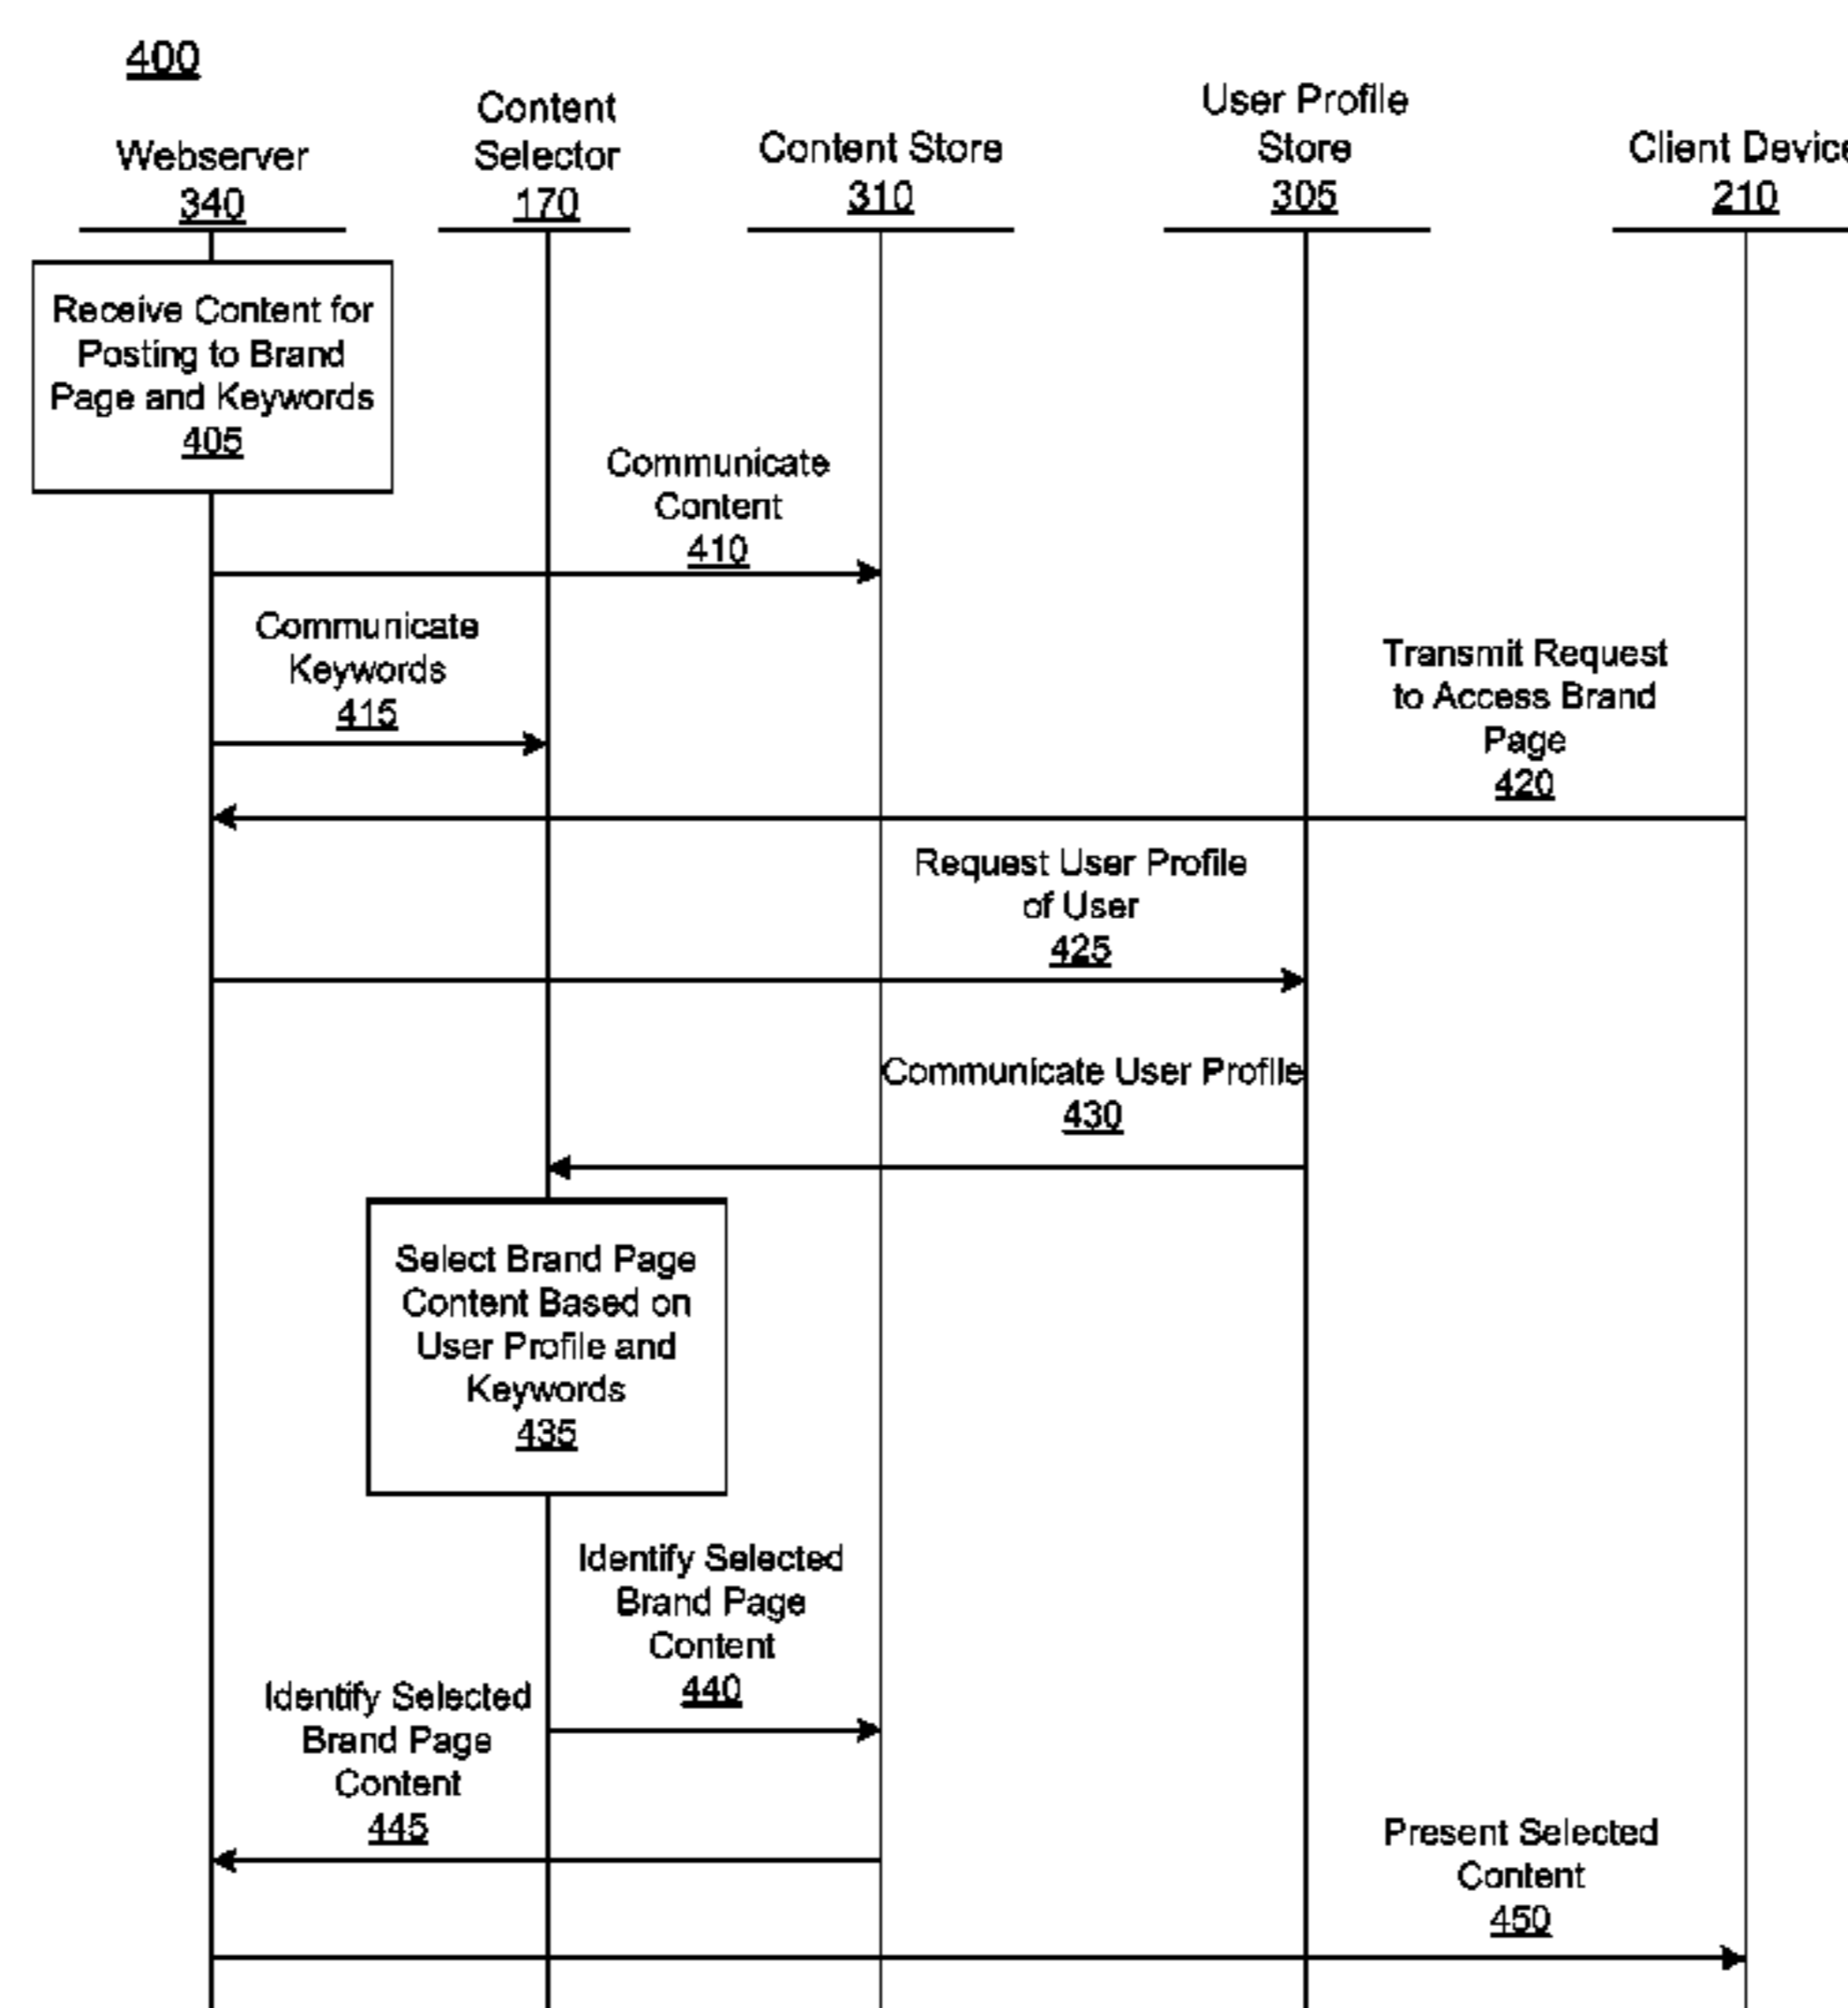 400
Webserver
340
Content
Selector
170
Content Store
310
User Profile
Store
305
Client Device
210
Receive Content for
Posting to Brand
Page and Keywords
405
Communicate
Content
410
Communicate
Keywords
415
Transmit Request
to Access Brand
Page
420
Request User Profile
of User
425
Communicate User Profile
430
Select Brand Page
Content Based on
User Profile and
Keywords
435
Identify Selected
Brand Page
Content
440
Identify Selected
Brand Page
Content
445
Present Selected
Content
450